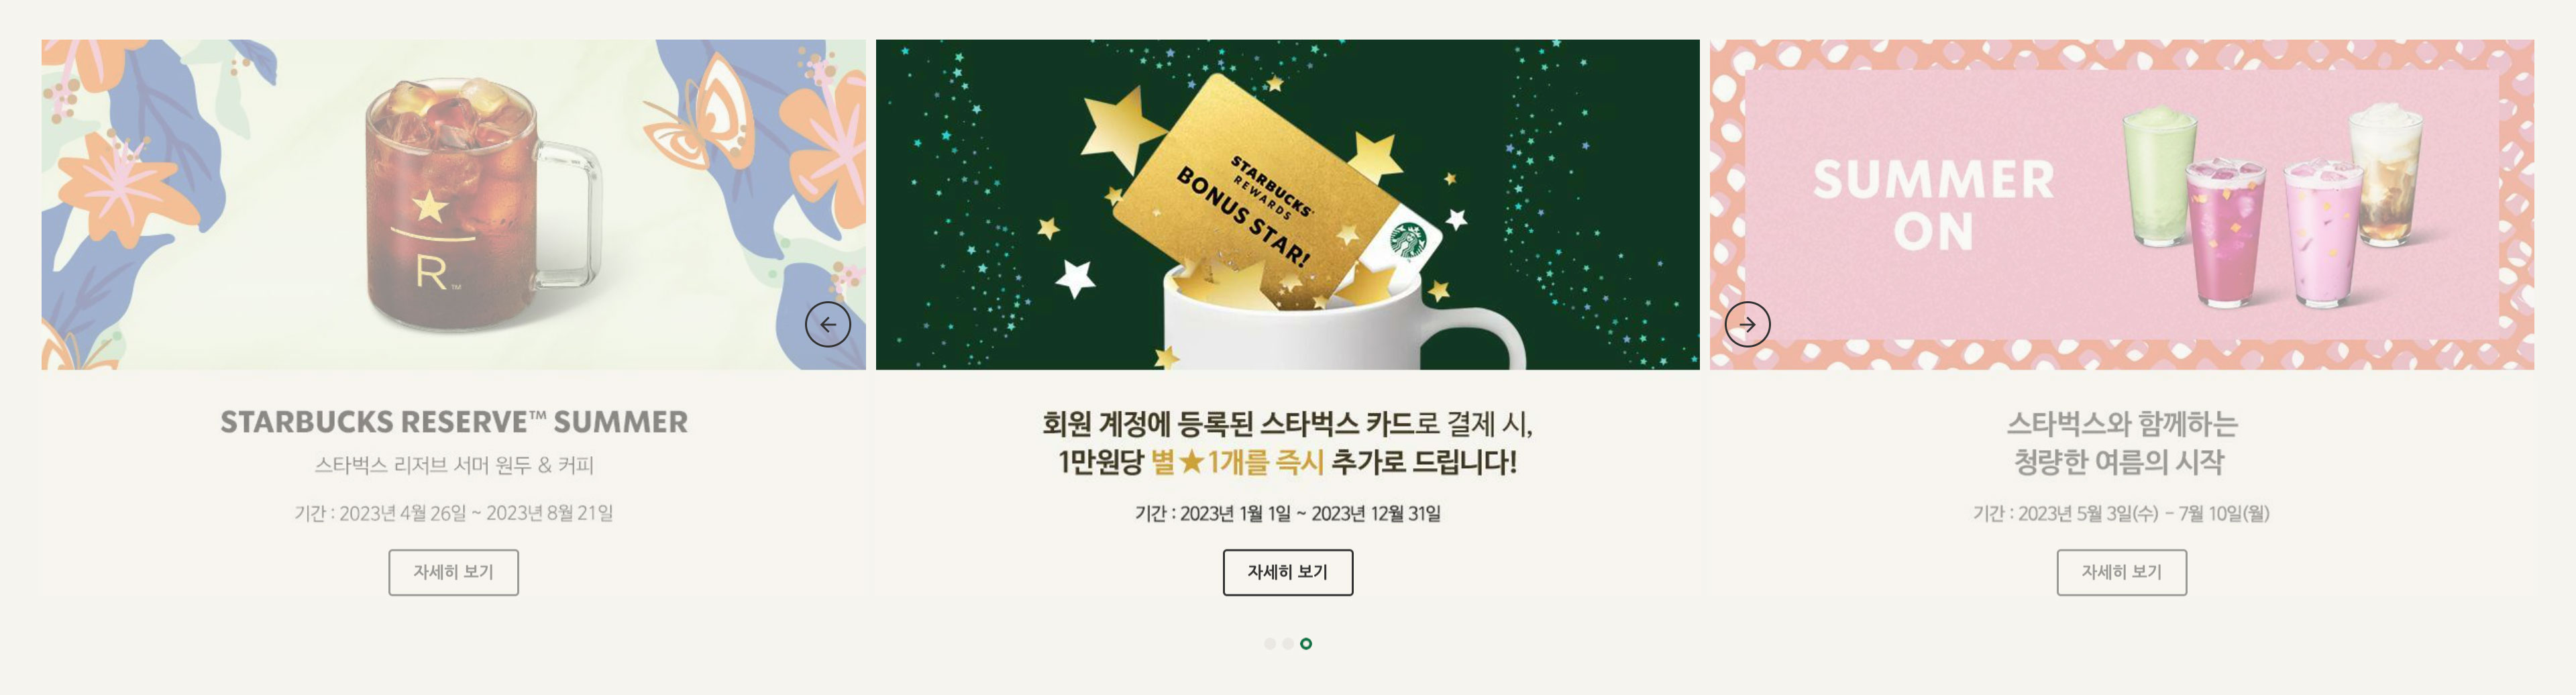 R™
STARBUCKS RESERVE™ SUMMER
스타벅스 리저브 서머 원두 & 커피
기간 : 2023년 4월 26일 ~ 2023년 8월 21일
자세히 보기
STARBUCKS®
REWARDS
BONUS STAR!
회원 계정에 등록된 스타벅스 카드로 결제 시,
1만원당 별★1개를 즉시 추가로 드립니다!
기간 : 2023년 1월 1일 ~ 2023년 12월 31일
자세히 보기
SUMMER
ON
스타벅스와 함께하는
청량한 여름의 시작
기간 : 2023년 5월 3일(수) - 7월 10일(월)
자세히 보기